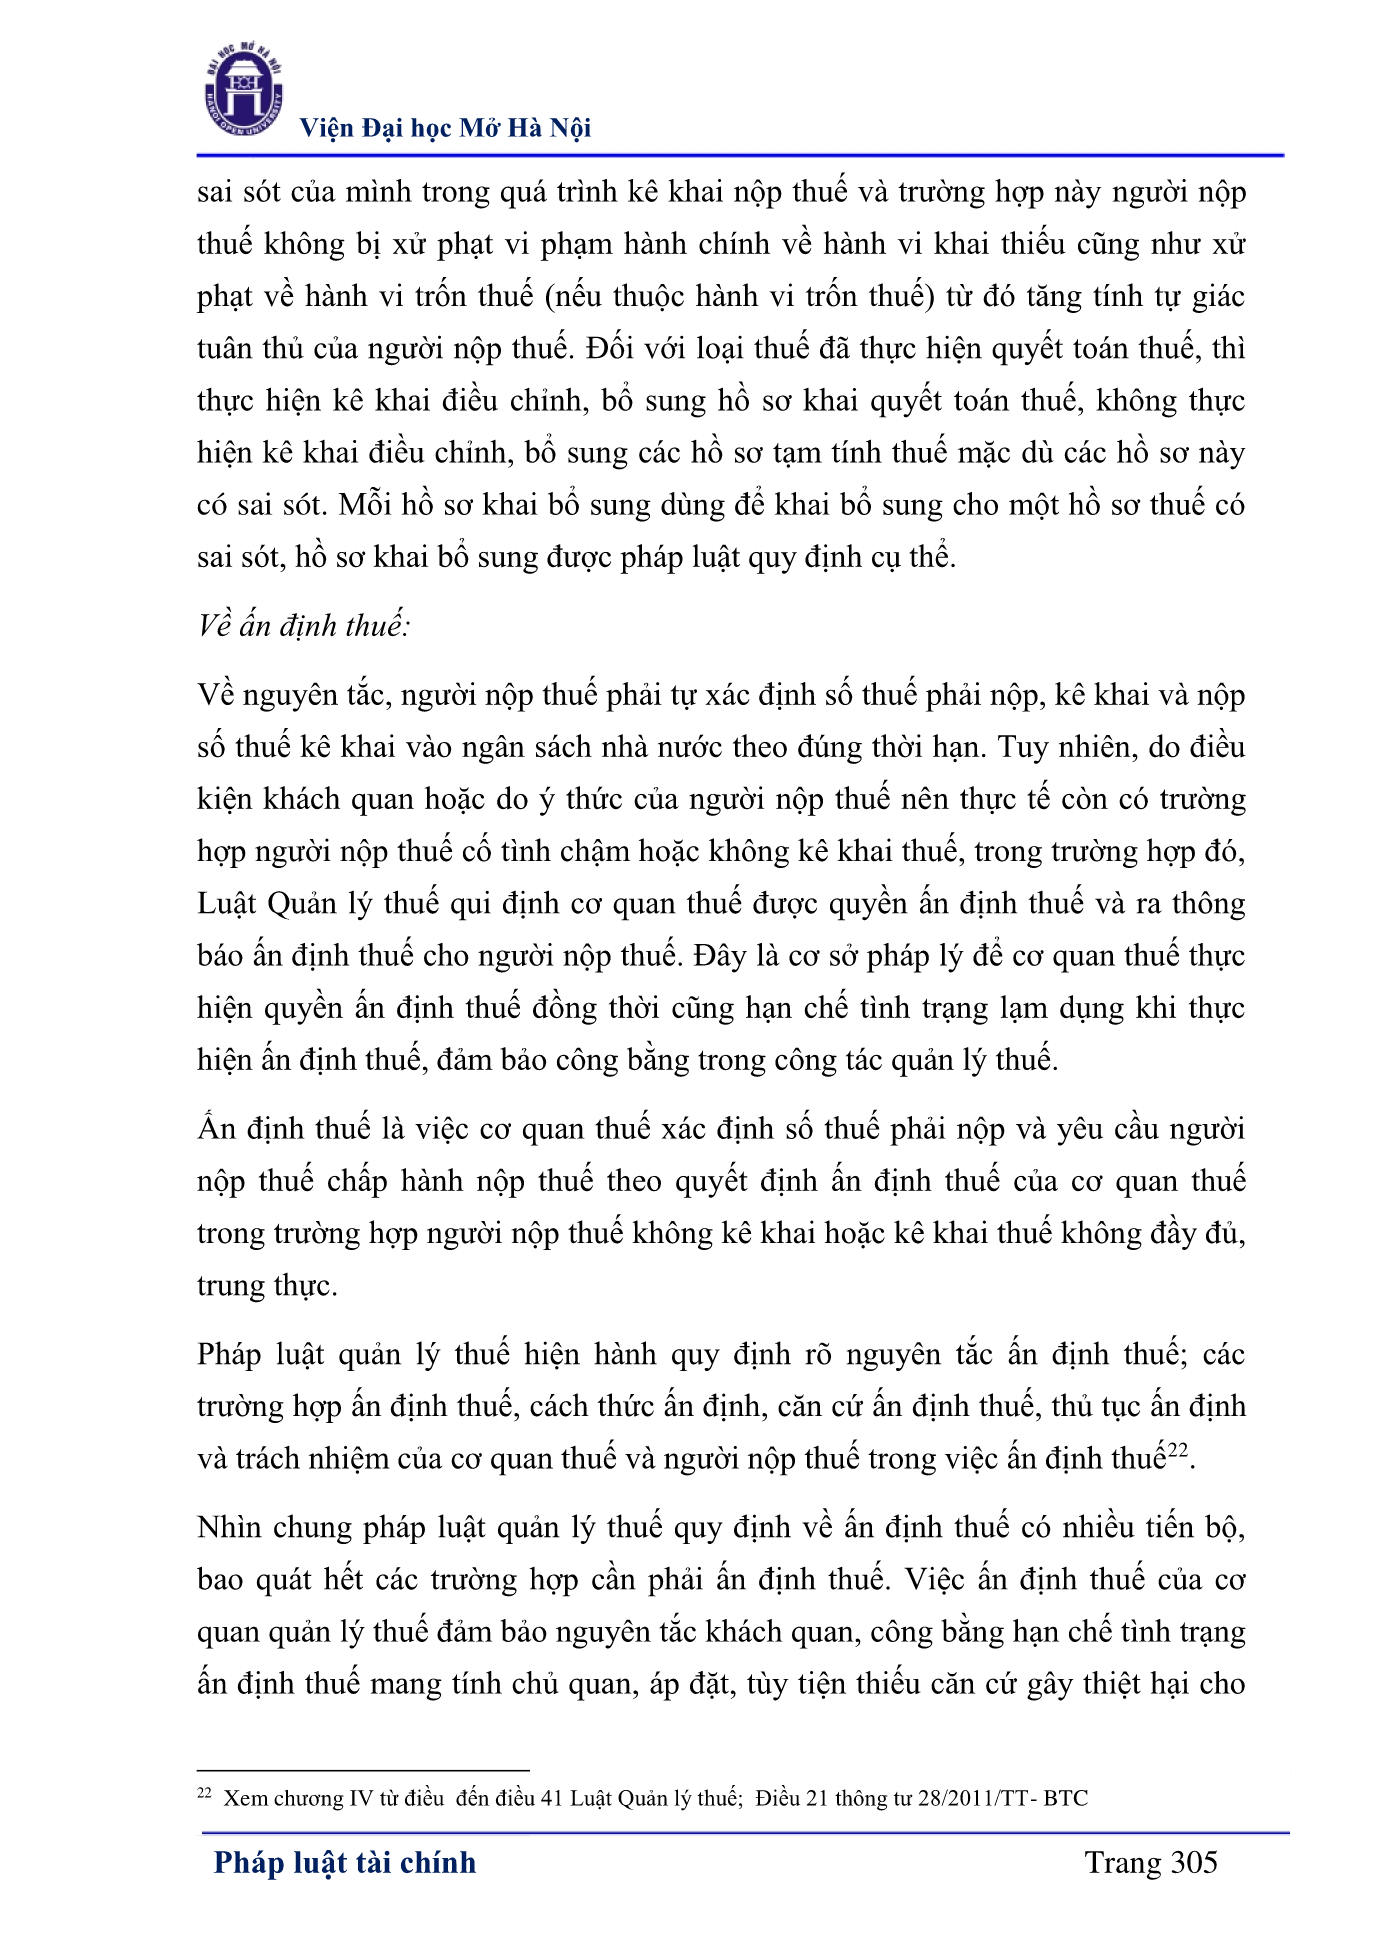 ĐẠI HỌC MỞ HÀ NỘI
HANOI OPEN UNIVERSITY
Viện Đại học Mở Hà Nội
sai sót của mình trong quá trình kê khai nộp thuế và trường hợp này người nộp
thuế không bị xử phạt vi phạm hành chính về hành vi khai thiếu cũng như xử
phạt về hành vi trốn thuế (nếu thuộc hành vi trốn thuế) từ đó tăng tính tự giác
tuân thủ của người nộp thuế. Đối với loại thuế đã thực hiện quyết toán thuế, thì
thực hiện kê khai điều chỉnh, bổ sung hồ sơ khai quyết toán thuế, không thực
hiện kê khai điều chỉnh, bổ sung các hồ sơ tạm tính thuế mặc dù các hồ sơ này
có sai sót. Mỗi hồ sơ khai bổ sung dùng để khai bổ sung cho một hồ sơ thuế có
sai sót, hồ sơ khai bổ sung được pháp luật quy định cụ thể.
Về ấn định thuế:
Về nguyên tắc, người nộp thuế phải tự xác định số thuế phải nộp, kê khai và nộp
số thuế kê khai vào ngân sách nhà nước theo đúng thời hạn. Tuy nhiên, do điều
kiện khách quan hoặc do ý thức của người nộp thuế nên thực tế còn có trường
hợp người nộp thuế cố tình chậm hoặc không kê khai thuế, trong trường hợp đó,
Luật Quản lý thuế qui định cơ quan thuế được quyền ấn định thuế và ra thông
báo ấn định thuế cho người nộp thuế. Đây là cơ sở pháp lý để cơ quan thuế thực
hiện quyền ấn định thuế đồng thời cũng hạn chế tình trạng lạm dụng khi thực
hiện ấn định thuế, đảm bảo công bằng trong công tác quản lý thuế.
Ấn định thuế là việc cơ quan thuế xác định số thuế phải nộp và yêu cầu người
nộp thuế chấp hành nộp thuế theo quyết định ấn định thuế của cơ quan thuế
trong trường hợp người nộp thuế không kê khai hoặc kê khai thuế không đầy đủ,
trung thực.
Pháp luật quản lý thuế hiện hành quy định rõ nguyên tắc ấn định thuế; các
trường hợp ấn định thuế, cách thức ấn định, căn cứ ấn định thuế, thủ tục ấn định
và trách nhiệm của cơ quan thuế và người nộp thuế trong việc ấn định thuế22.
Nhìn chung pháp luật quản lý thuế quy định về ấn định thuế có nhiều tiến bộ,
bao quát hết các trường hợp cần phải ấn định thuế. Việc ấn định thuế của cơ
quan quản lý thuế đảm bảo nguyên tắc khách quan, công bằng hạn chế tình trạng
ấn định thuế mang tính chủ quan, áp đặt, tùy tiện thiếu căn cứ gây thiệt hại cho
22 Xem chương IV từ điều đến điều 41 Luật Quản lý thuế; Điều 21 thông tư 28/2011/TT- BTC
Pháp luật tài chính Trang 305